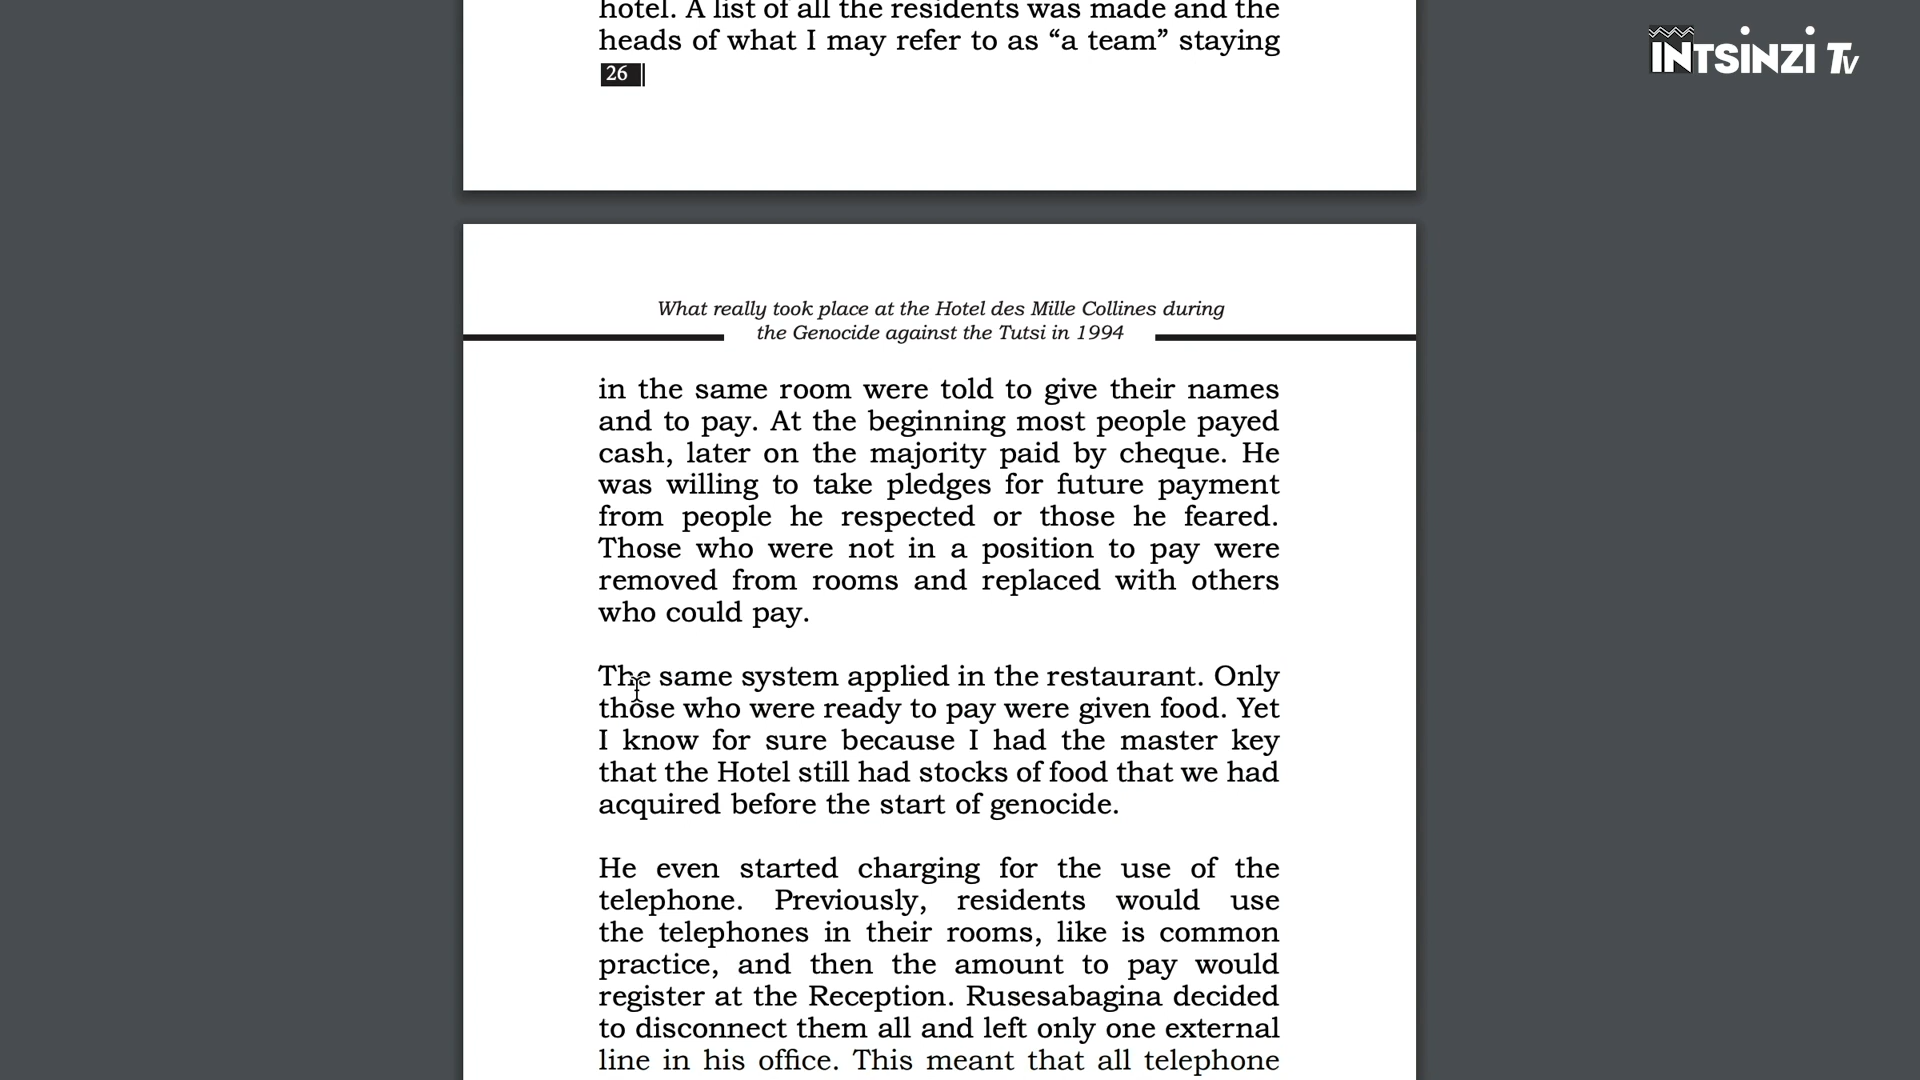 hotel. A list of all the residents was made and the
heads of what I may refer to as “a team” staying
26
INTSINZI TV
What really took place at the Hotel des Mille Collines during
the Genocide against the Tutsi in 1994
in the same room were told to give their names
and to pay. At the beginning most people payed
cash, later on the majority paid by cheque. He
was willing to take pledges for future payment
from people he respected or those he feared.
Those who were not in a position to pay were
removed from rooms and replaced with others
who could pay.
The same system applied in the restaurant. Only
those who were ready to pay were given food. Yet
I know for sure because I had the master key
that the Hotel still had stocks of food that we had
acquired before the start of genocide.
He even started charging for the use of the
telephone. Previously, residents would use
the telephones in their rooms, like is common
practice, and then the amount to pay would
register at the Reception. Rusesabagina decided
to disconnect them all and left only one external
line in his office. This meant that all telephone